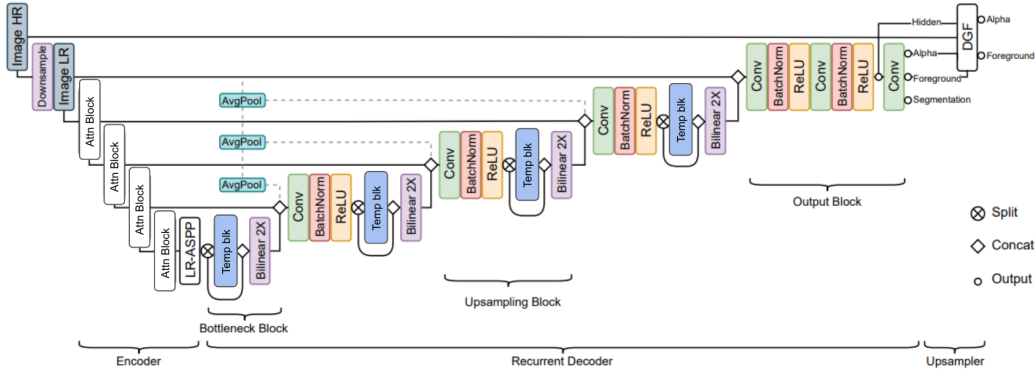 Image HR
Downsample
Image LR
Attn Block
Attn Block
Attn Block
Attn Block
LR-ASPP
Temp blk
Bilinear 2X
AvgPool
AvgPool
AvgPool
Conv
BatchNorm
ReLU
Temp blk
Bilinear 2X
Conv
BatchNorm
ReLU
Temp blk
Bilinear 2X
Conv
BatchNorm
ReLU
Temp blk
Bilinear 2X
Conv
BatchNorm
ReLU
Conv
BatchNorm
ReLU
Conv
Hidden
Alpha
Foreground
Segmentation
DGF
Alpha
Foreground
Output Block
Split
Concat
Output
Upsampling Block
Bottleneck Block
Encoder
Recurrent Decoder
Upsampler